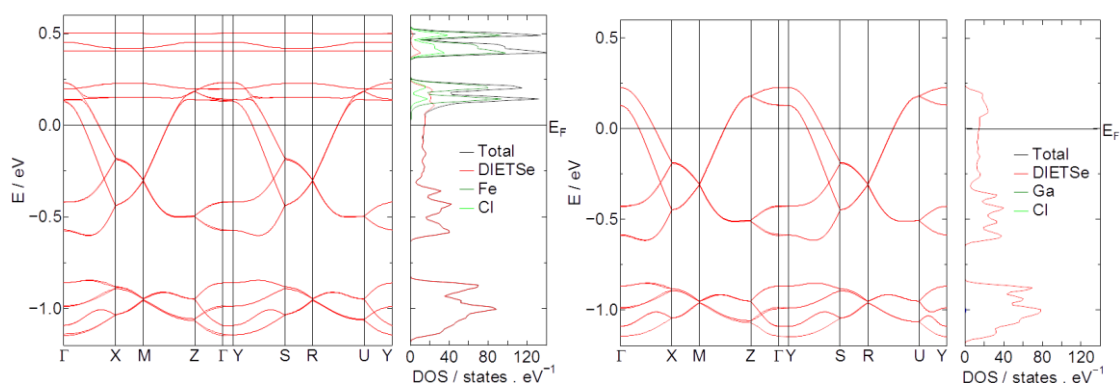 0.5
0.0
−0.5
−1.0
E / eV
Γ X M Z Γ Y S R U Y
E_F
Total
DIETSe
Fe
Cl
0 40 80 120
DOS / states . eV⁻¹
0.5
0.0
−0.5
−1.0
E / eV
Γ X M Z Γ Y S R U Y
E_F
Total
DIETSe
Ga
Cl
0 40 80 120
DOS / states . eV⁻¹